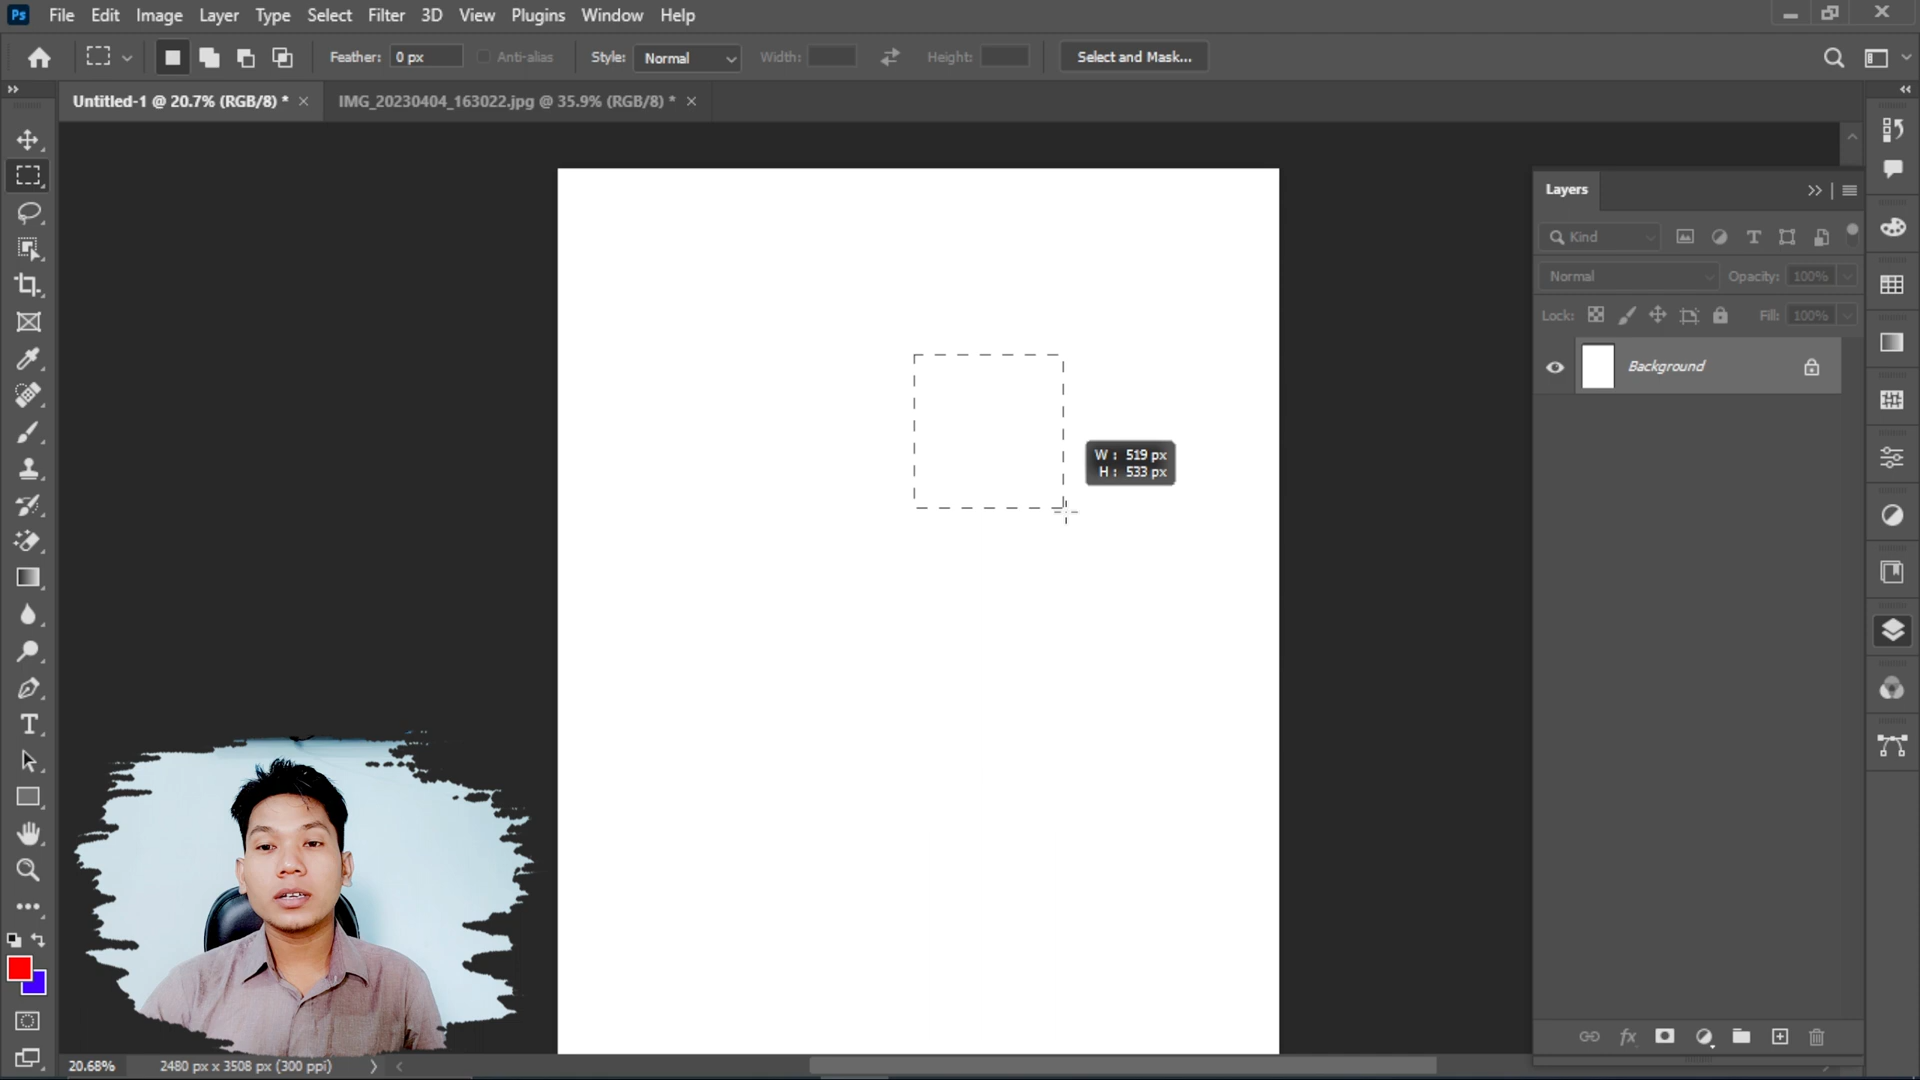 Ps File Edit Image Layer Type Select Filter 3D View Plugins Window Help
Feather: 0 px Anti-alias Style: Normal Width: Height: Select and Mask...
Untitled-1 @ 20.7% (RGB/8) * × IMG_20230404_163022.jpg @ 35.9% (RGB/8) * ×
Layers
Kind
Normal Opacity: 100%
Lock: Fill: 100%
Background
W : 519 px
H : 533 px
20.68% 2480 px x 3508 px (300 ppi)